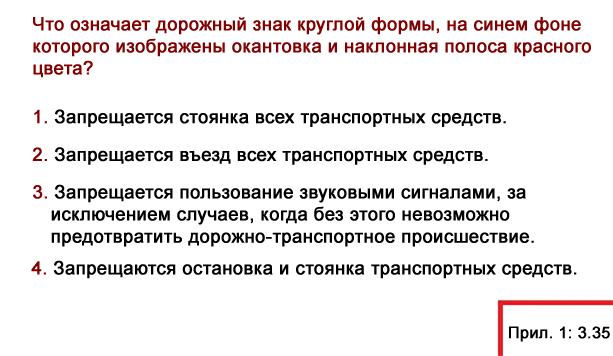 Что означает дорожный знак круглой формы, на синем фоне
которого изображены окантовка и наклонная полоса красного
цвета?
1. Запрещается стоянка всех транспортных средств.
2. Запрещается въезд всех транспортных средств.
3. Запрещается пользование звуковыми сигналами, за
исключением случаев, когда без этого невозможно
предотвратить дорожно-транспортное происшествие.
4. Запрещаются остановка и стоянка транспортных средств.
Прил. 1: 3.35